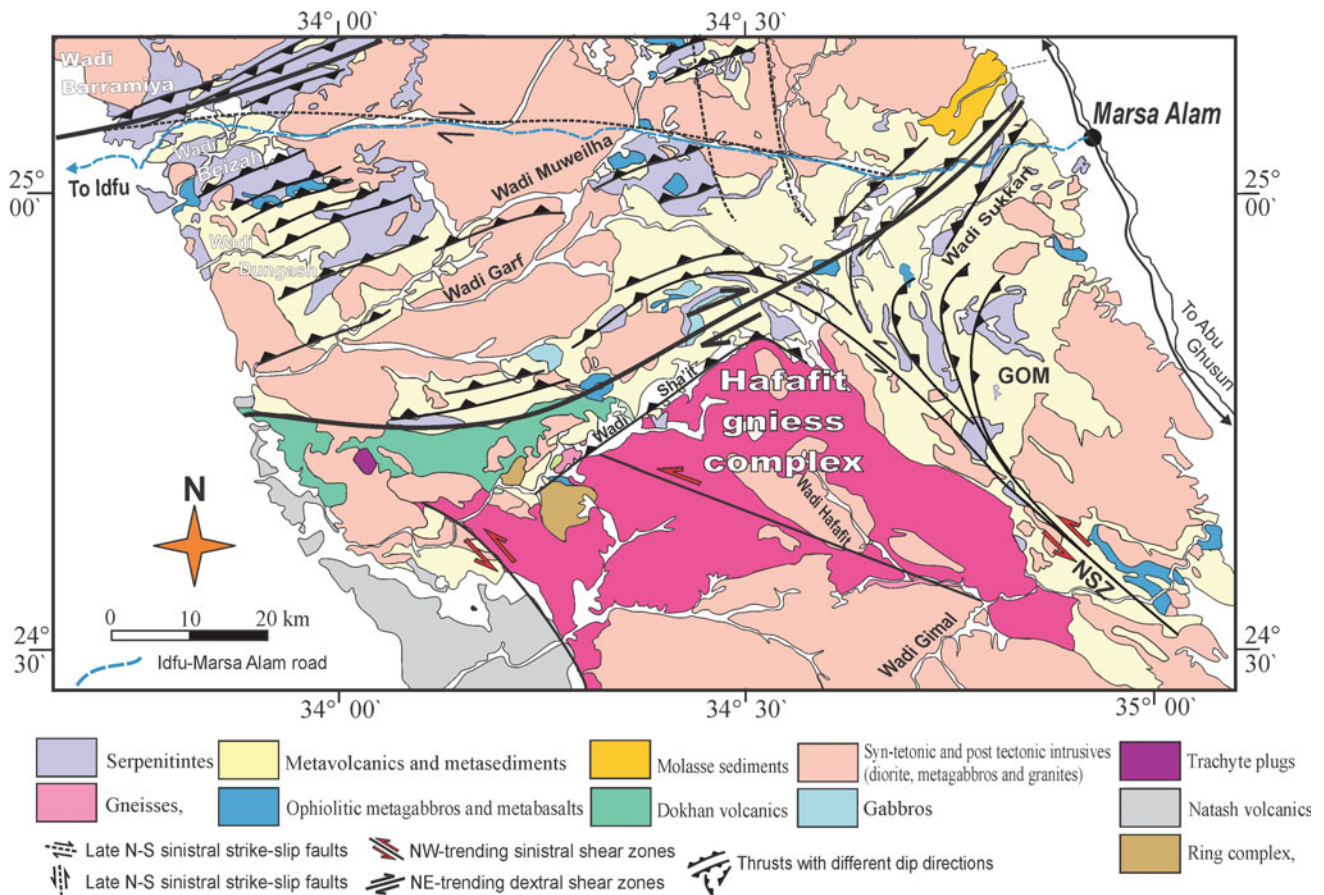 34° 00`
34° 30`
Wadi
Barramiya
Marsa Alam
Wadi
Beizah
To Idfu
Wadi Muweilha
25°
00`
25°
00`
Wadi Sukkari
Wadi
Dungash
Wadi Garf
To Abu
Ghusun
GOM
Sha'it
Wadi
Hafafit
gniess
complex
Wadi Hafafit
N
NSZ
0
20 km
Wadi Gimal
24°
30`
24°
30`
Idfu-Marsa Alam road
34° 00`
34° 30`
35° 00`
Serpenitintes
Metavolcanics and metasediments
Molasse sediments
Syn-tetonic and post tectonic intrusives
(diorite, metagabbros and granites)
Trachyte plugs
Gneisses,
Ophiolitic metagabbros and metabasalts
Dokhan volcanics
Gabbros
Natash volcanics
Ring complex,
Late N-S sinistral strike-slip faults
NW-trending sinistral shear zones
Thrusts with different dip directions
Late N-S sinistral strike-slip faults
NE-trending dextral shear zones